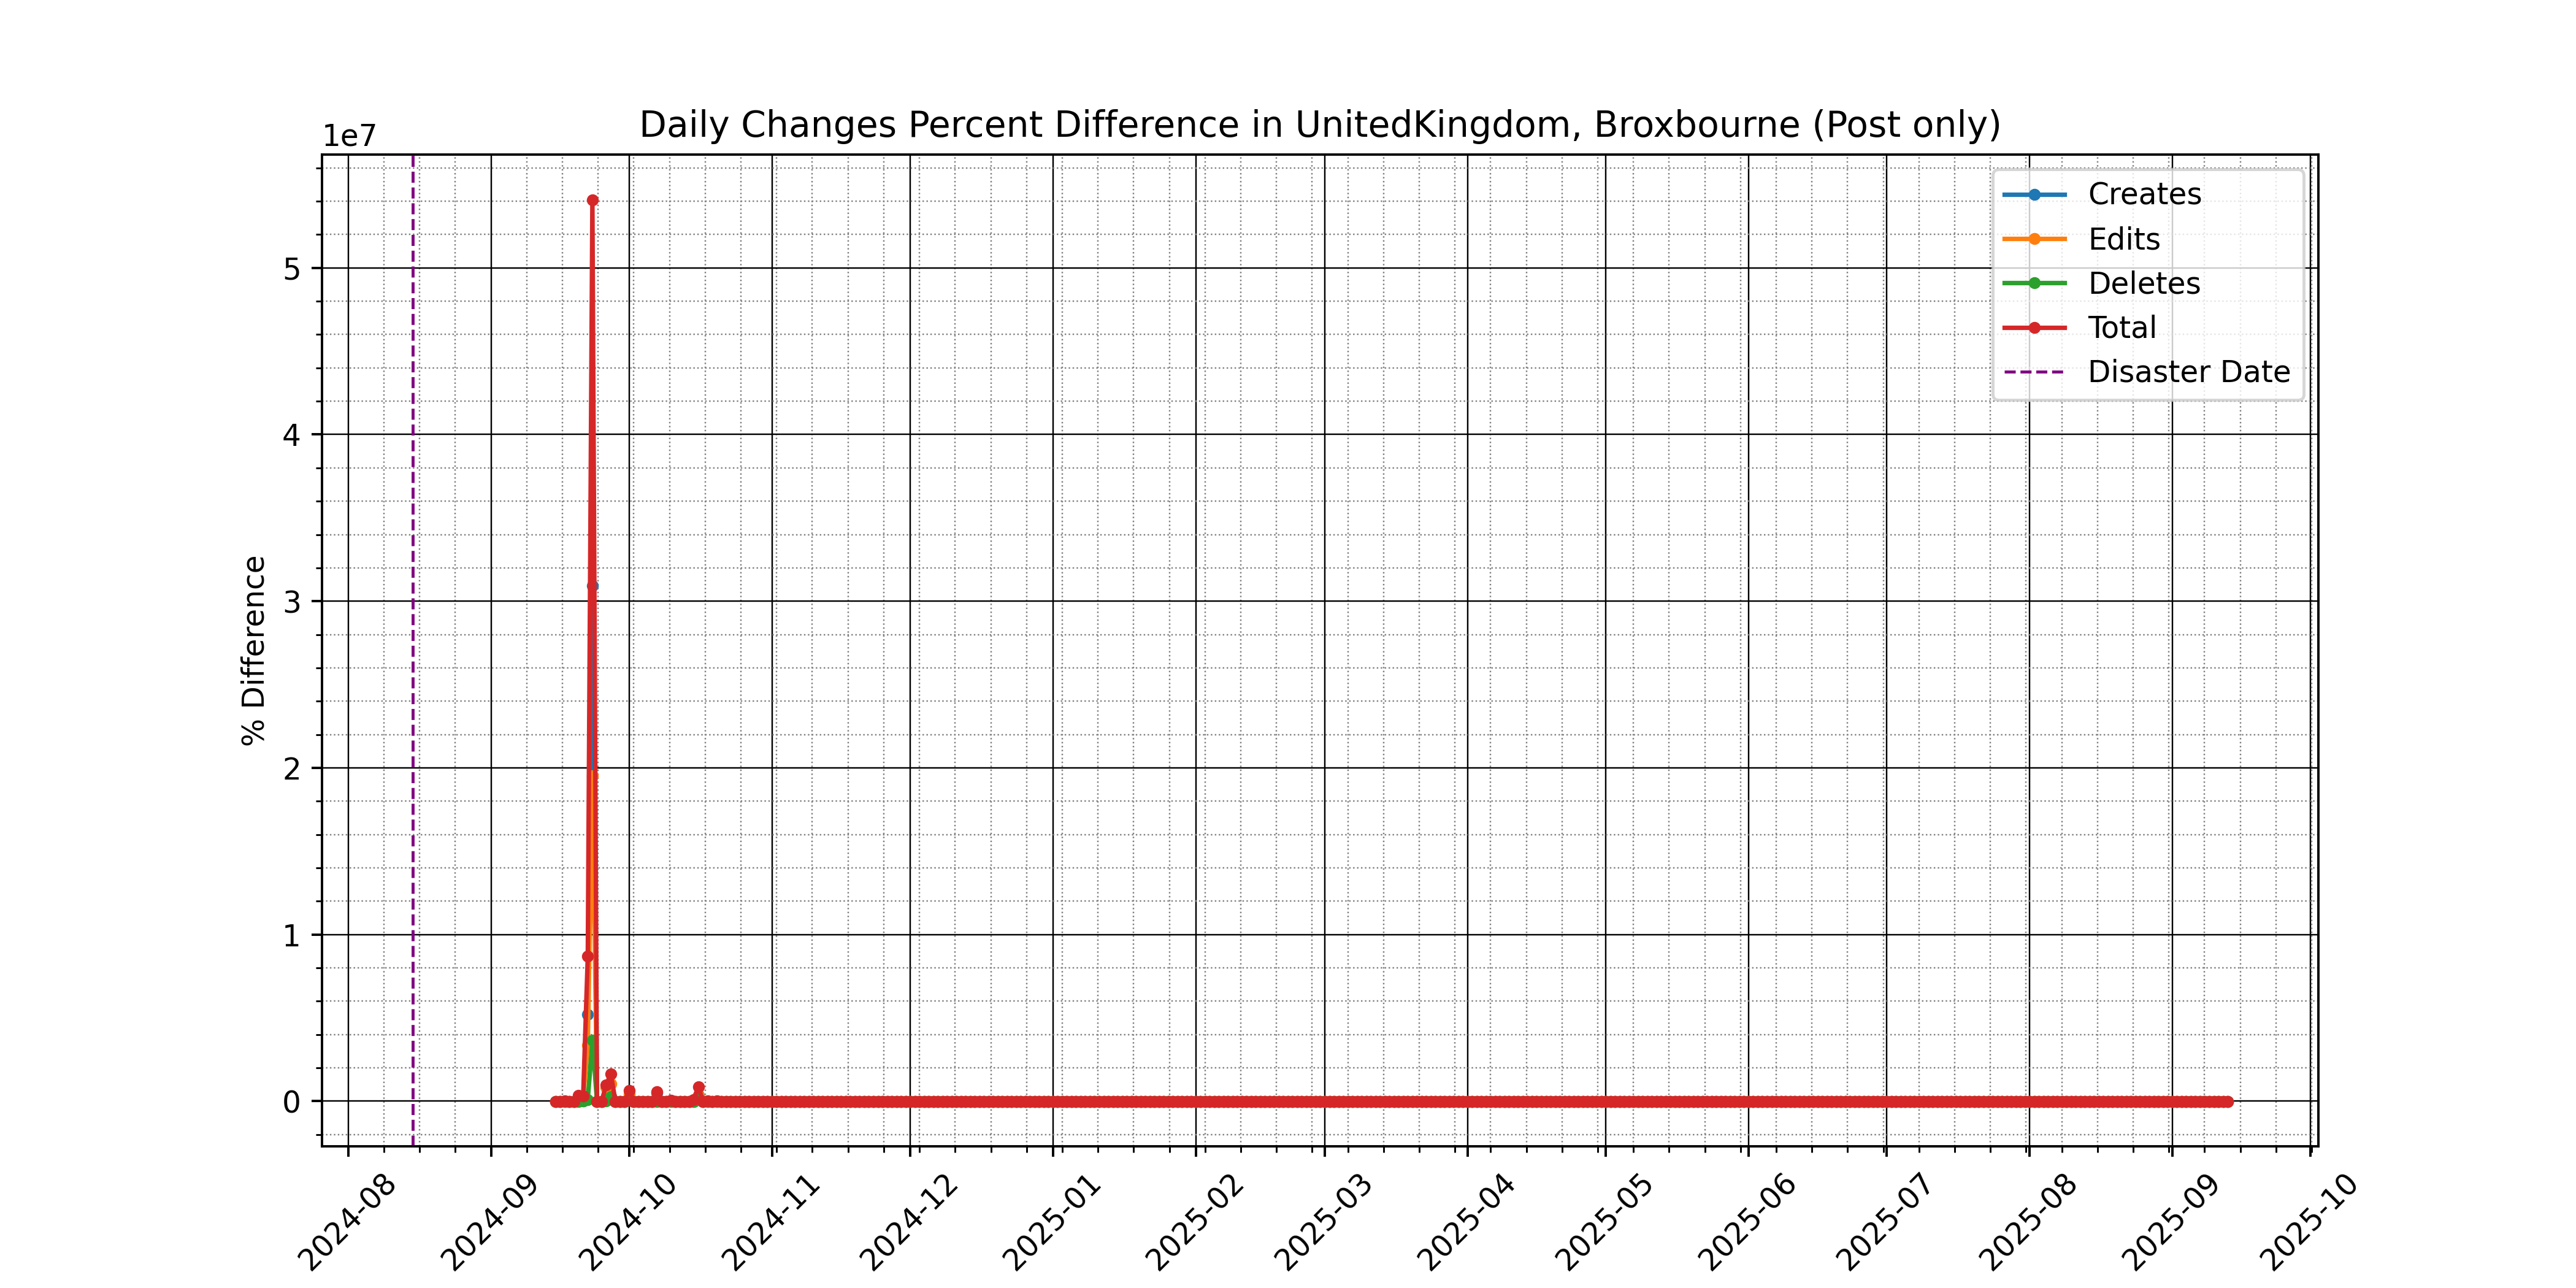 Daily Changes Percent Difference in UnitedKingdom, Broxbourne (Post only)
1e7
Creates
Edits
Deletes
Total
Disaster Date
% Difference
5
4
3
2
1
0
2024-08
2024-09
2024-10
2024-11
2024-12
2025-01
2025-02
2025-03
2025-04
2025-05
2025-06
2025-07
2025-08
2025-09
2025-10